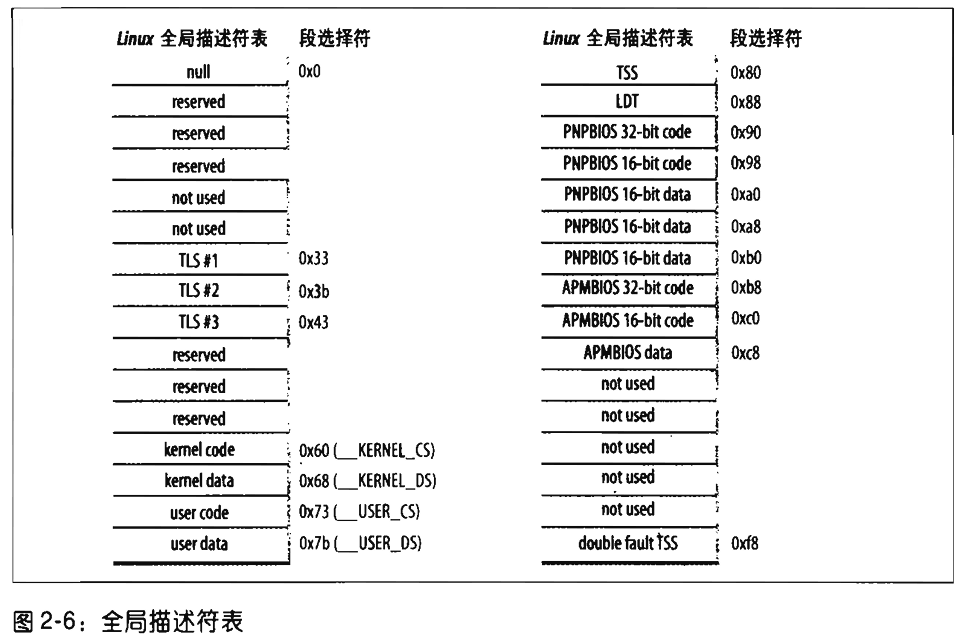 Linux 全局描述符表 段选择符
null 0x0
reserved
reserved
reserved
not used
not used
TLS #1 0x33
TLS #2 0x3b
TLS #3 0x43
reserved
reserved
reserved
kernel code 0x60 (__KERNEL_CS)
kernel data 0x68 (__KERNEL_DS)
user code 0x73 (__USER_CS)
user data 0x7b (__USER_DS)
Linux 全局描述符表 段选择符
TSS 0x80
LDT 0x88
PNPBIOS 32-bit code 0x90
PNPBIOS 16-bit code 0x98
PNPBIOS 16-bit data 0xa0
PNPBIOS 16-bit data 0xa8
PNPBIOS 16-bit data 0xb0
APMBIOS 32-bit code 0xb8
APMBIOS 16-bit code 0xc0
APMBIOS data 0xc8
not used
not used
not used
not used
not used
double fault TSS 0xf8
图 2-6：全局描述符表